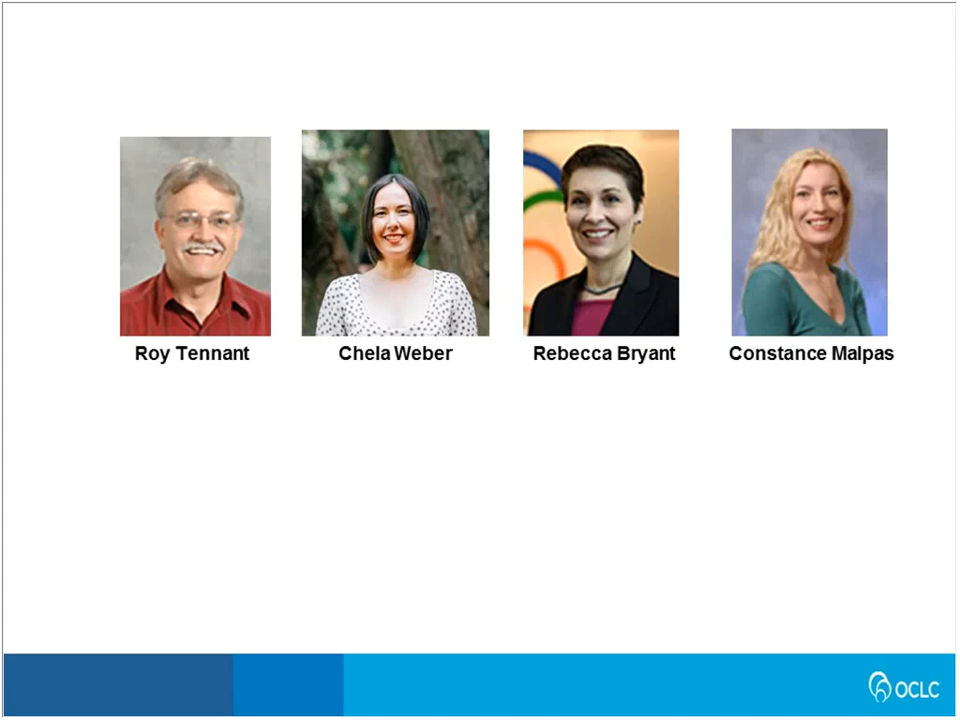 Roy Tennant
Chela Weber
Rebecca Bryant
Constance Malpas
OCLC